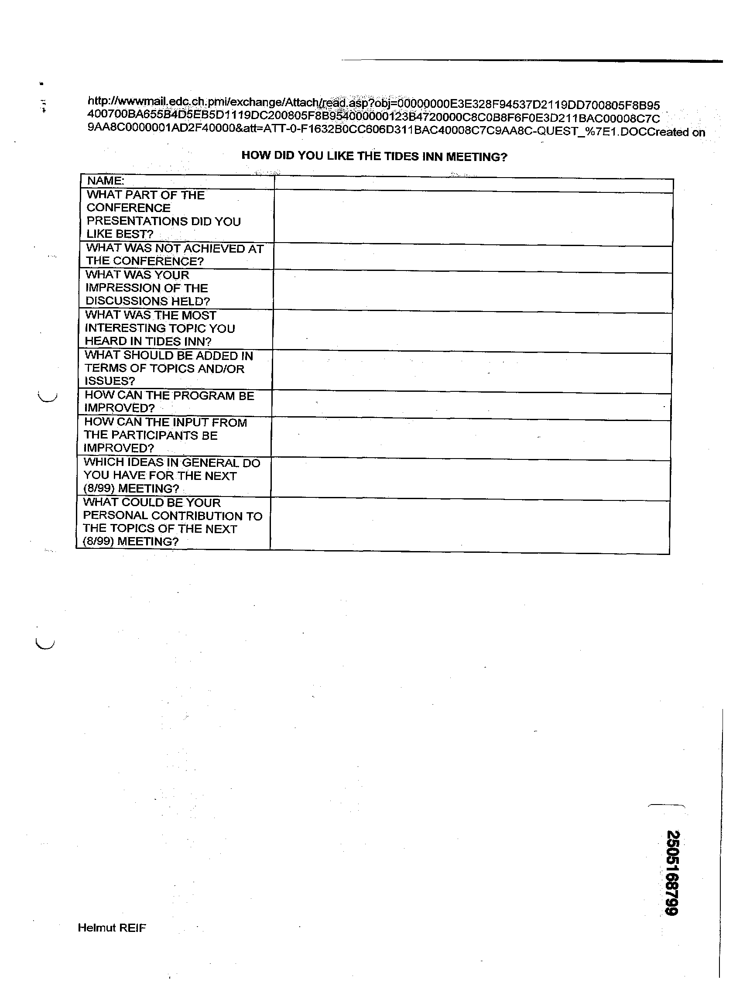 http://wwwmail.edc.ch.pmi/exchange/Attach/read.asp?obj=00000000E3E328F94537D2119DD700805F8B95
400700BA655B4D5EB5D1119DC200805F8B954000000123B4720000C8C0B8F6F0E3D211BAC00008C7C
9AA8C0000001AD2F40000&att=ATT-0-F1632B0CC606D311BAC40008C7C9AA8C-QUEST_%7E1.DOCCreated on
HOW DID YOU LIKE THE TIDES INN MEETING?
NAME:
WHAT PART OF THE
CONFERENCE
PRESENTATIONS DID YOU
LIKE BEST?
WHAT WAS NOT ACHIEVED AT
THE CONFERENCE?
WHAT WAS YOUR
IMPRESSION OF THE
DISCUSSIONS HELD?
WHAT WAS THE MOST
INTERESTING TOPIC YOU
HEARD IN TIDES INN?
WHAT SHOULD BE ADDED IN
TERMS OF TOPICS AND/OR
ISSUES?
HOW CAN THE PROGRAM BE
IMPROVED?
HOW CAN THE INPUT FROM
THE PARTICIPANTS BE
IMPROVED?
WHICH IDEAS IN GENERAL DO
YOU HAVE FOR THE NEXT
(8/99) MEETING?
WHAT COULD BE YOUR
PERSONAL CONTRIBUTION TO
THE TOPICS OF THE NEXT
(8/99) MEETING?
2505168799
Helmut REIF